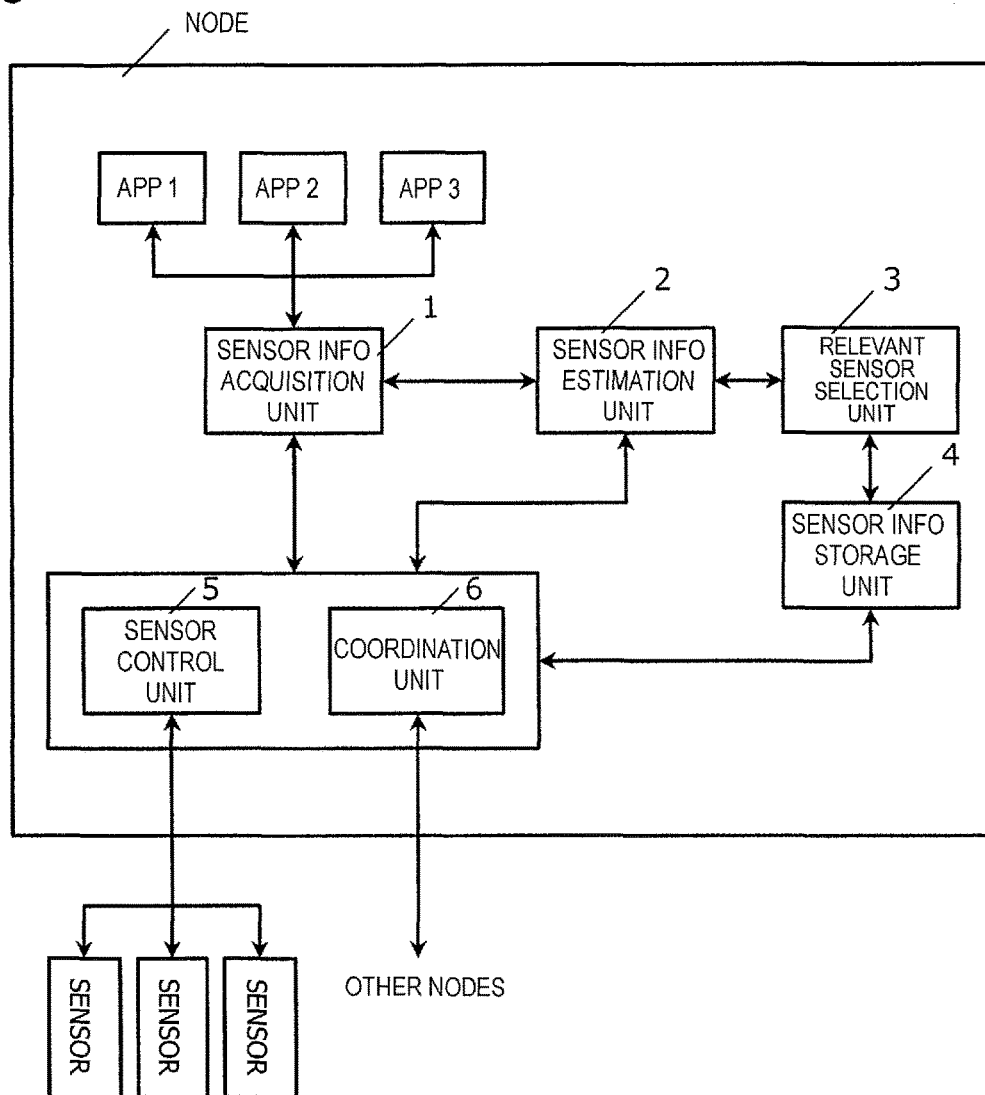 NODE
APP 1
APP 2
APP 3
1
SENSOR INFO
ACQUISITION
UNIT
2
SENSOR INFO
ESTIMATION
UNIT
3
RELEVANT
SENSOR
SELECTION
UNIT
4
SENSOR INFO
STORAGE
UNIT
5
SENSOR
CONTROL
UNIT
6
COORDINATION
UNIT
SENSOR
SENSOR
SENSOR
OTHER NODES